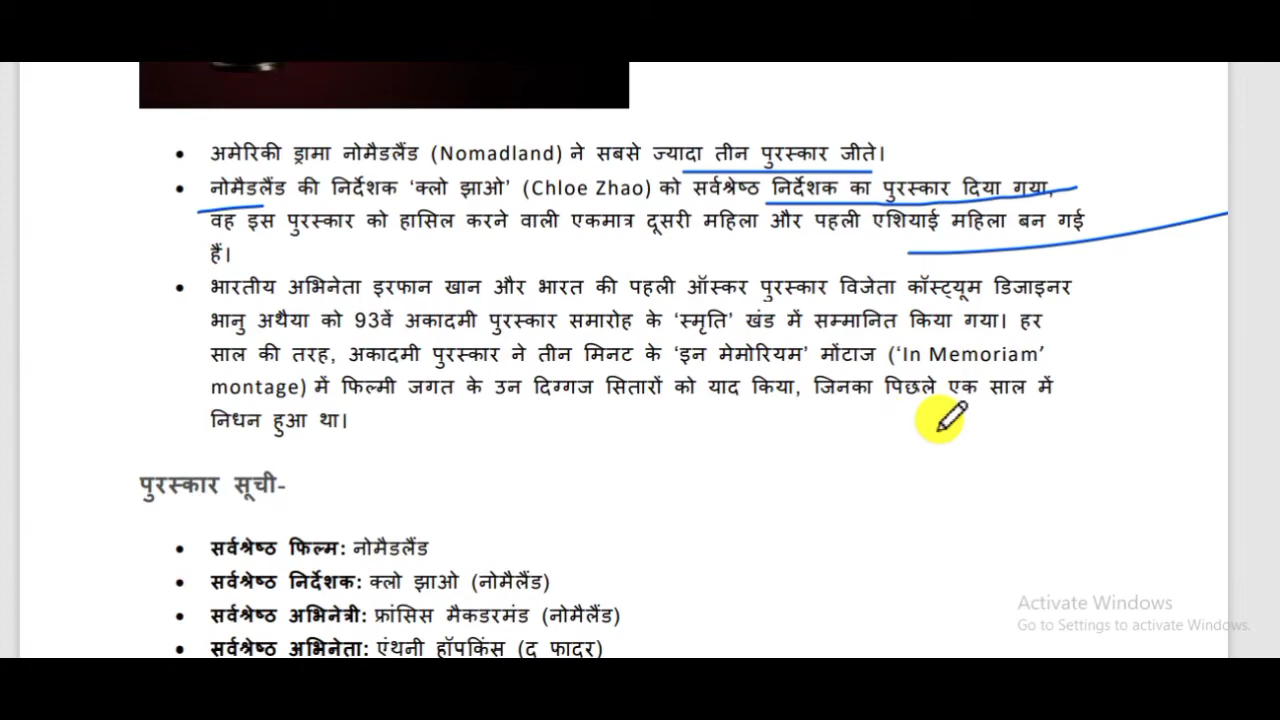 अमेरिकी ड्रामा नोमैडलैंड (Nomadland) ने सबसे ज्यादा तीन पुरस्कार जीते।
नोमैडलैंड की निर्देशक ‘क्लो झाओ’ (Chloe Zhao) को सर्वश्रेष्ठ निर्देशक का पुरस्कार दिया गया,
वह इस पुरस्कार को हासिल करने वाली एकमात्र दूसरी महिला और पहली एशियाई महिला बन गई
हैं।
भारतीय अभिनेता इरफान खान और भारत की पहली ऑस्कर पुरस्कार विजेता कॉस्ट्यूम डिजाइनर
भानु अथैया को 93वें अकादमी पुरस्कार समारोह के ‘स्मृति’ खंड में सम्मानित किया गया। हर
साल की तरह, अकादमी पुरस्कार ने तीन मिनट के ‘इन मेमोरियम’ मोंटाज (‘In Memoriam’
montage) में फिल्मी जगत के उन दिग्गज सितारों को याद किया, जिनका पिछले एक साल में
निधन हुआ था।
पुरस्कार सूची-
सर्वश्रेष्ठ फिल्म: नोमैडलैंड
सर्वश्रेष्ठ निर्देशक: क्लो झाओ (नोमैलैंड)
सर्वश्रेष्ठ अभिनेत्री: फ्रांसिस मैकडरमंड (नोमैलैंड)
सर्वश्रेष्ठ अभिनेता: एंथनी हॉपकिंस (द फादर)
Activate Windows
Go to Settings to activate Windows.